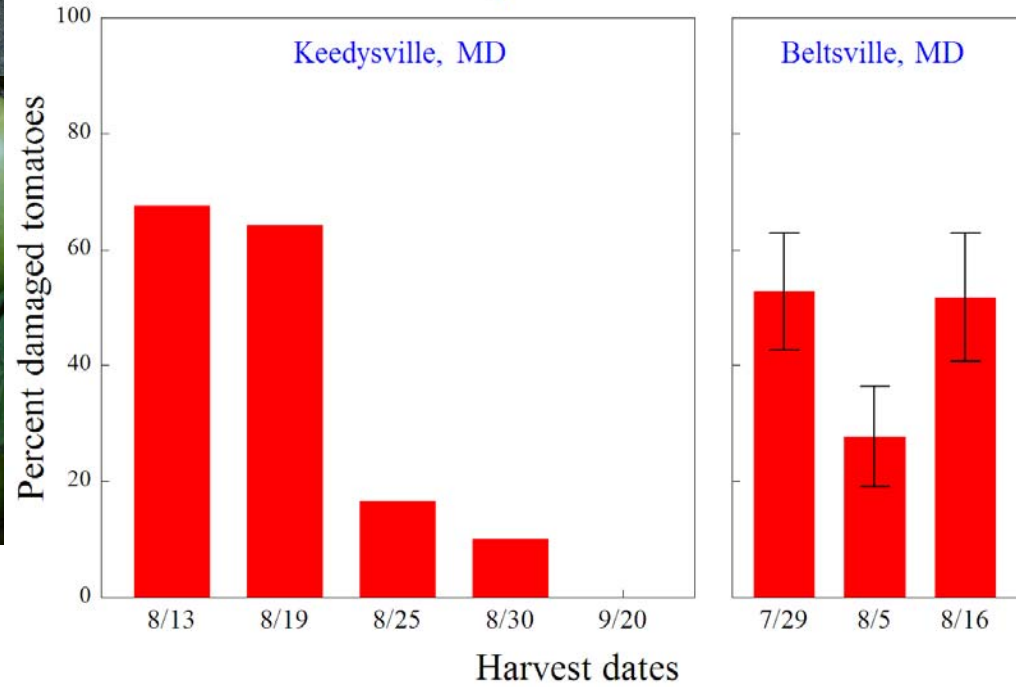 Keedysville, MD
Beltsville, MD
Percent damaged tomatoes
100
80
60
40
20
0
8/13 8/19 8/25 8/30 9/20 7/29 8/5 8/16
Harvest dates